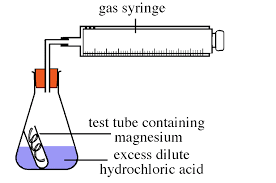 gas syringe
test tube containing
magnesium
excess dilute
hydrochloric acid